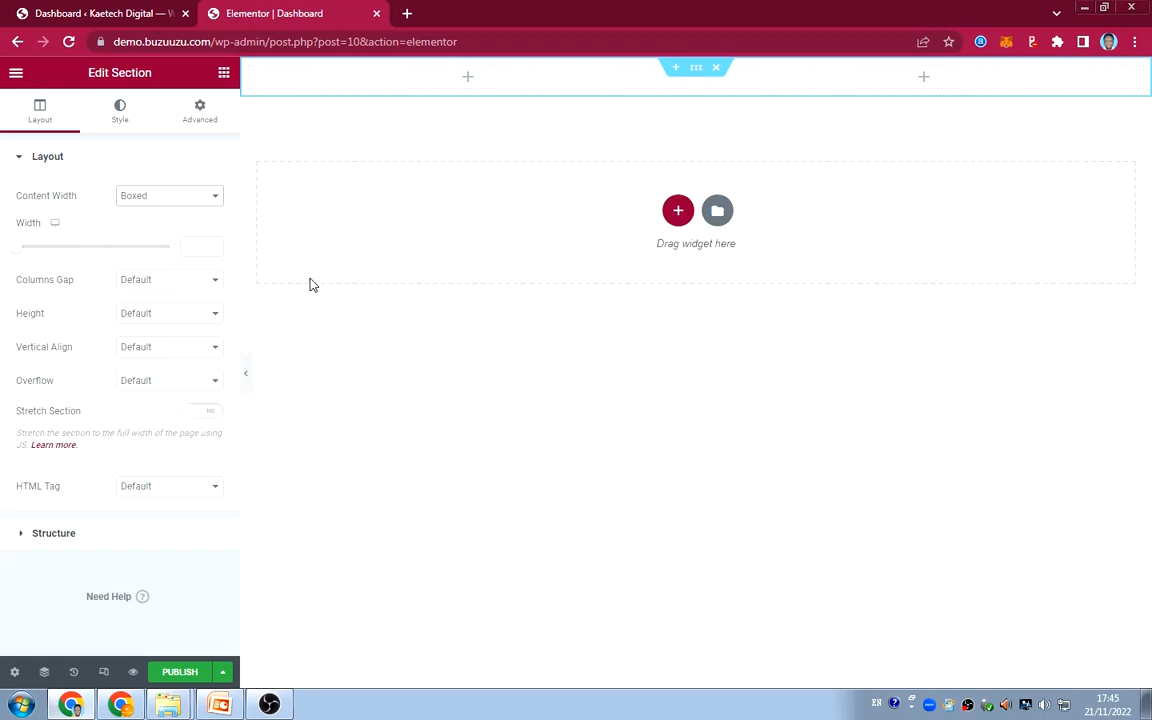 Dashboard ‹ Kaetech Digital — W
Elementor | Dashboard
demo.buzuuzu.com/wp-admin/post.php?post=10&action=elementor
Edit Section
Layout
Style
Advanced
Layout
Content Width
Boxed
Width
Columns Gap
Default
Height
Default
Vertical Align
Default
Overflow
Default
Stretch Section
NO
Stretch the section to the full width of the page using
JS. Learn more.
HTML Tag
Default
Structure
Need Help
PUBLISH
Drag widget here
EN
17:45
21/11/2022